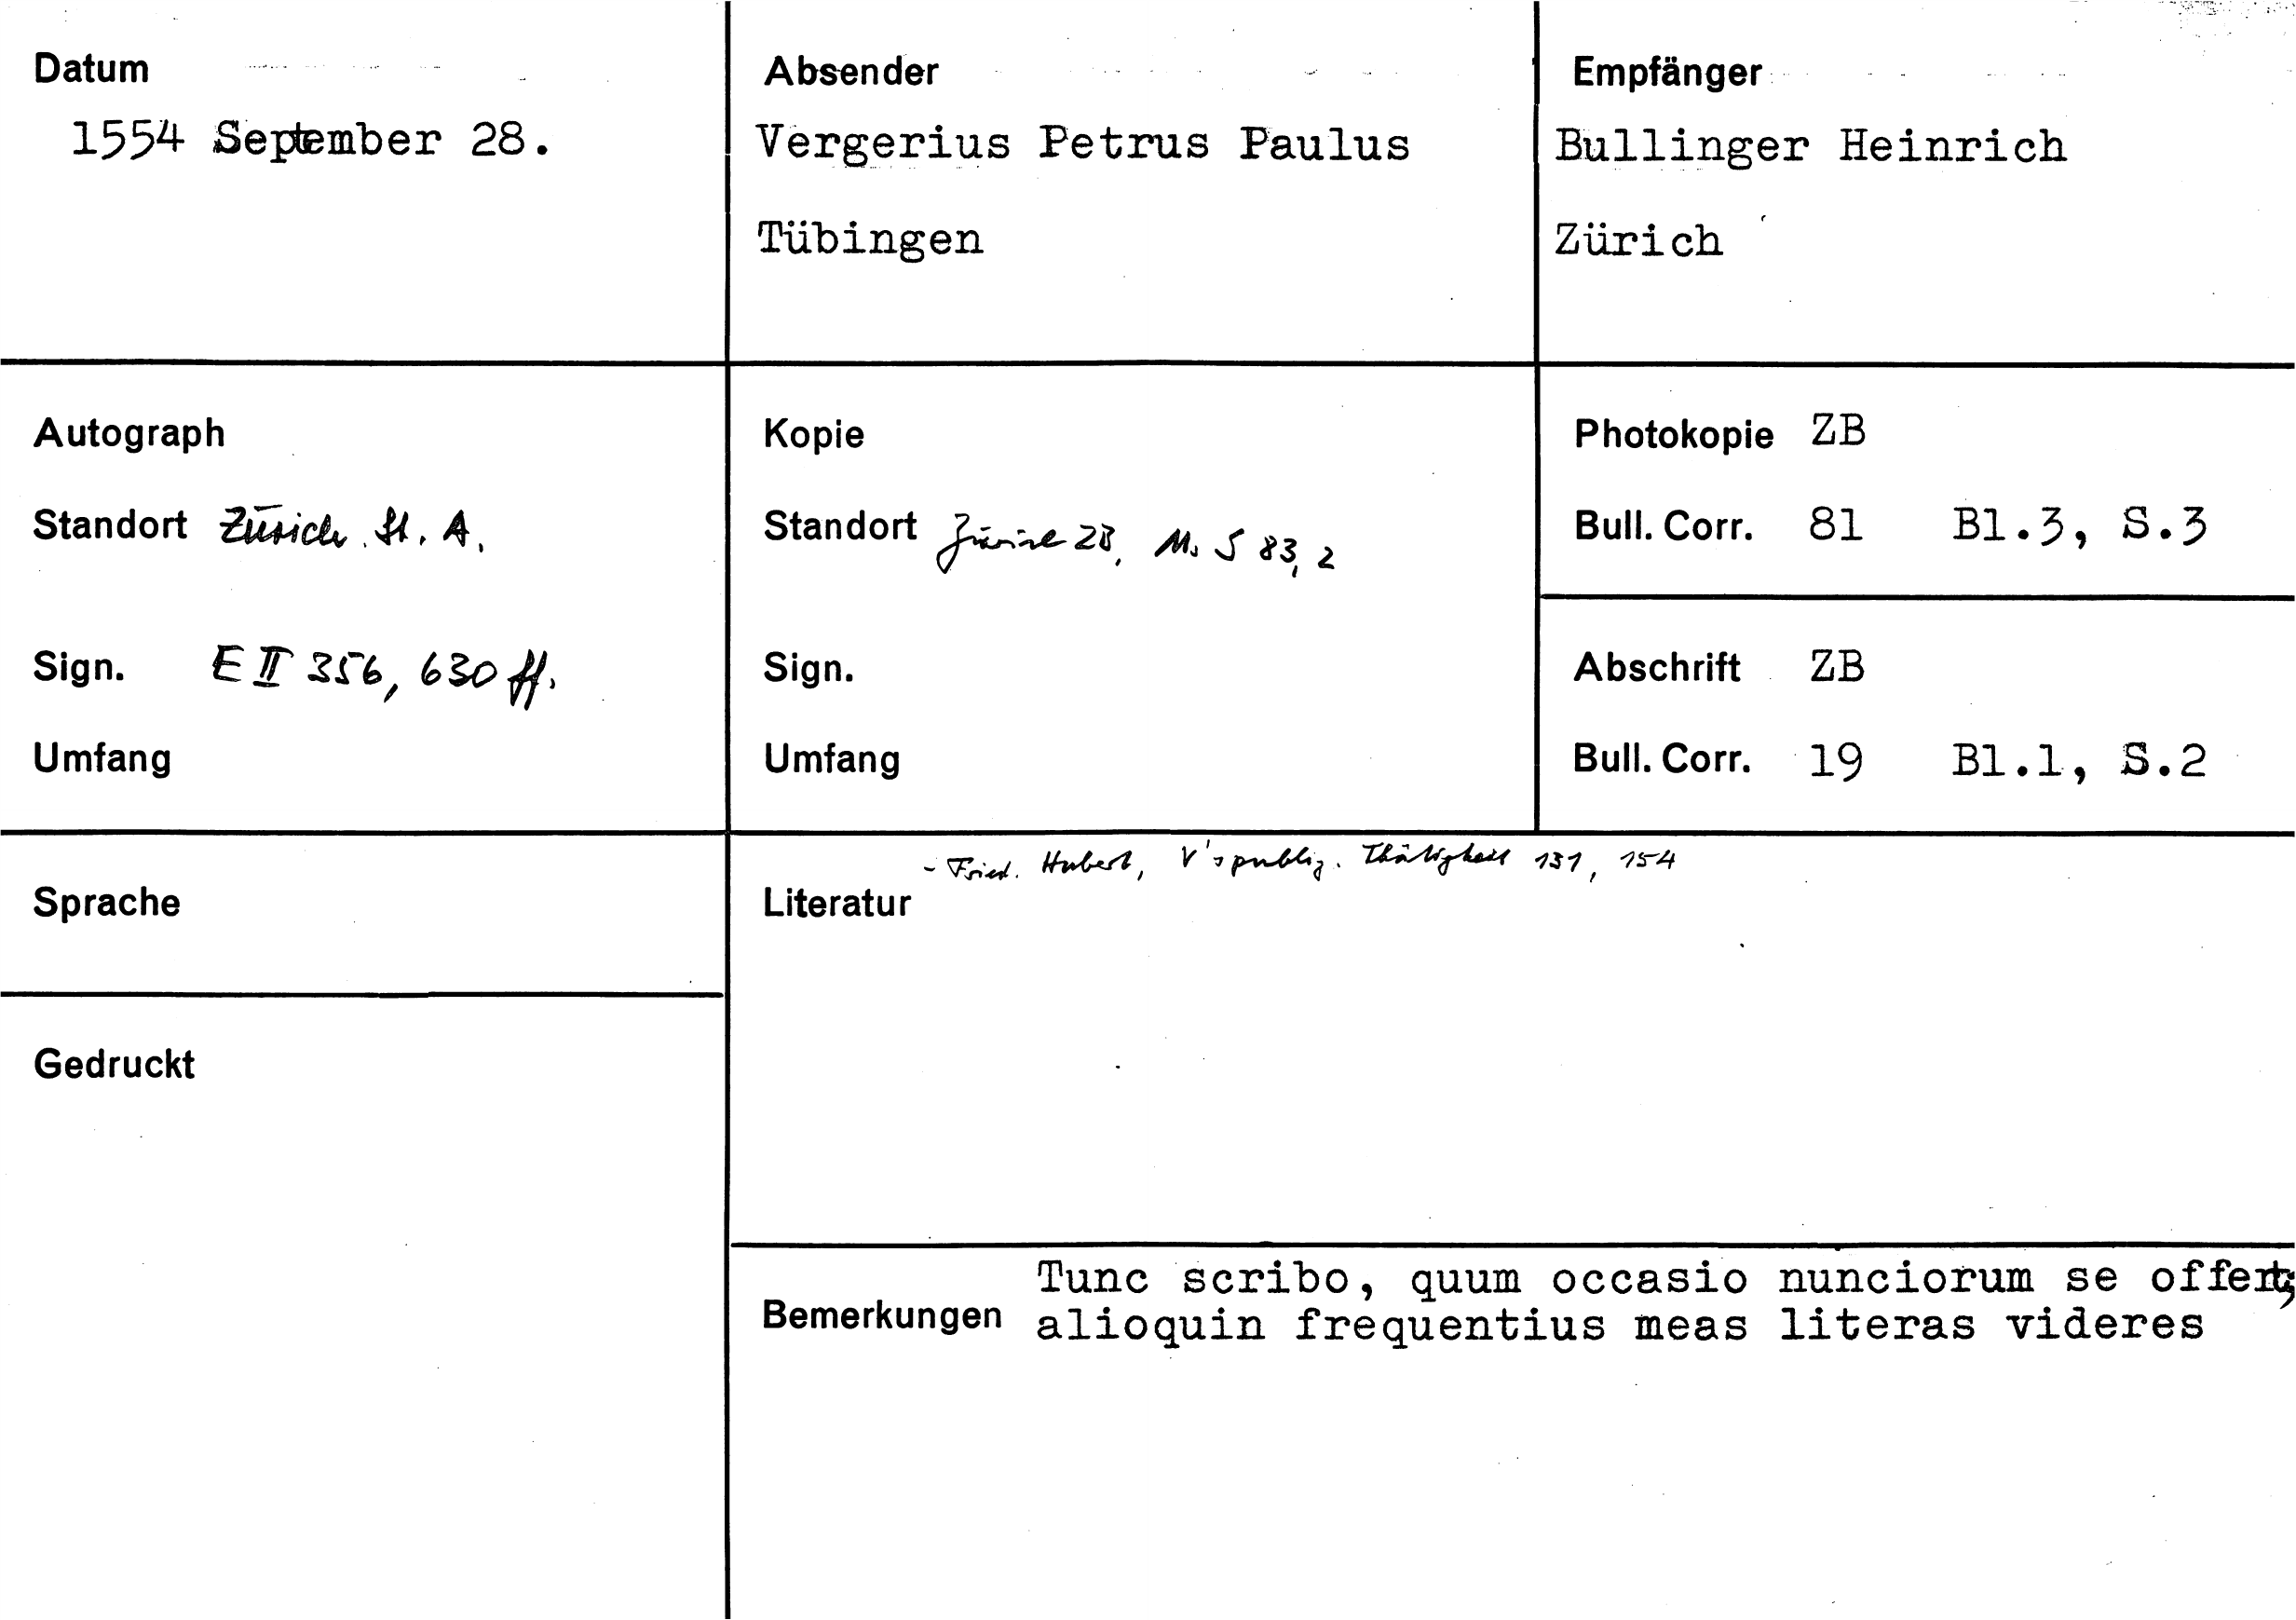 Datum
1554 September 28.
Absender
Vergerius Petrus Paulus
Tübingen
Empfänger
Bullinger Heinrich
Zürich
Autograph
Standort Zürich St. A.
Sign. E II 356, 630 ff.
Umfang
Kopie
Standort Zürich ZB, Ms S 83, 2
Sign.
Umfang
Photokopie ZB
Bull. Corr. 81 Bl.3, S.3
Abschrift ZB
Bull. Corr. 19 Bl.1, S.2
Sprache
Gedruckt
- Fried. Hubert, V's publiz. Thätigkeit 131, 154
Literatur
Tunc scribo, quum occasio nunciorum se offert;
Bemerkungen alioquin frequentius meas literas videres